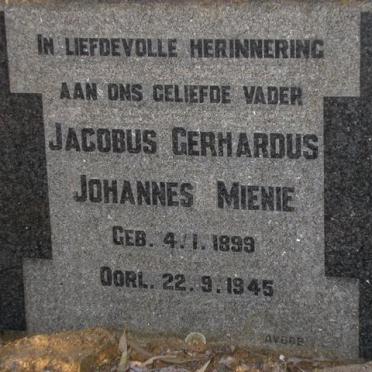 IN LIEFDEVOLLE HERINNERING
AAN ONS GELIEFDE VADER
JACOBUS GERHARDUS
JOHANNES MIENIE
GEB. 4.1.1899
OORL. 22.9.1945